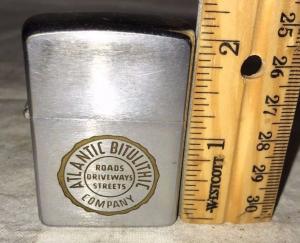 ATLANTIC BITULITHIC
ROADS
DRIVEWAYS
STREETS
COMPANY
2
1
WESTCOTT
25
26
27
28
29
30